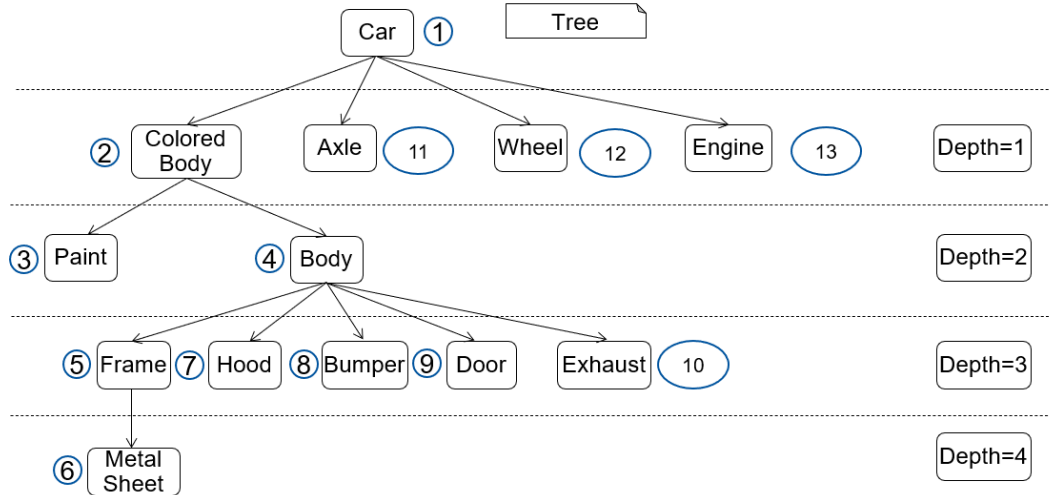 Car
①
Tree
②
Colored
Body
Axle
11
Wheel
12
Engine
13
Depth=1
③
Paint
④
Body
Depth=2
⑤
Frame
⑦
Hood
⑧
Bumper
⑨
Door
Exhaust
10
Depth=3
⑥
Metal
Sheet
Depth=4